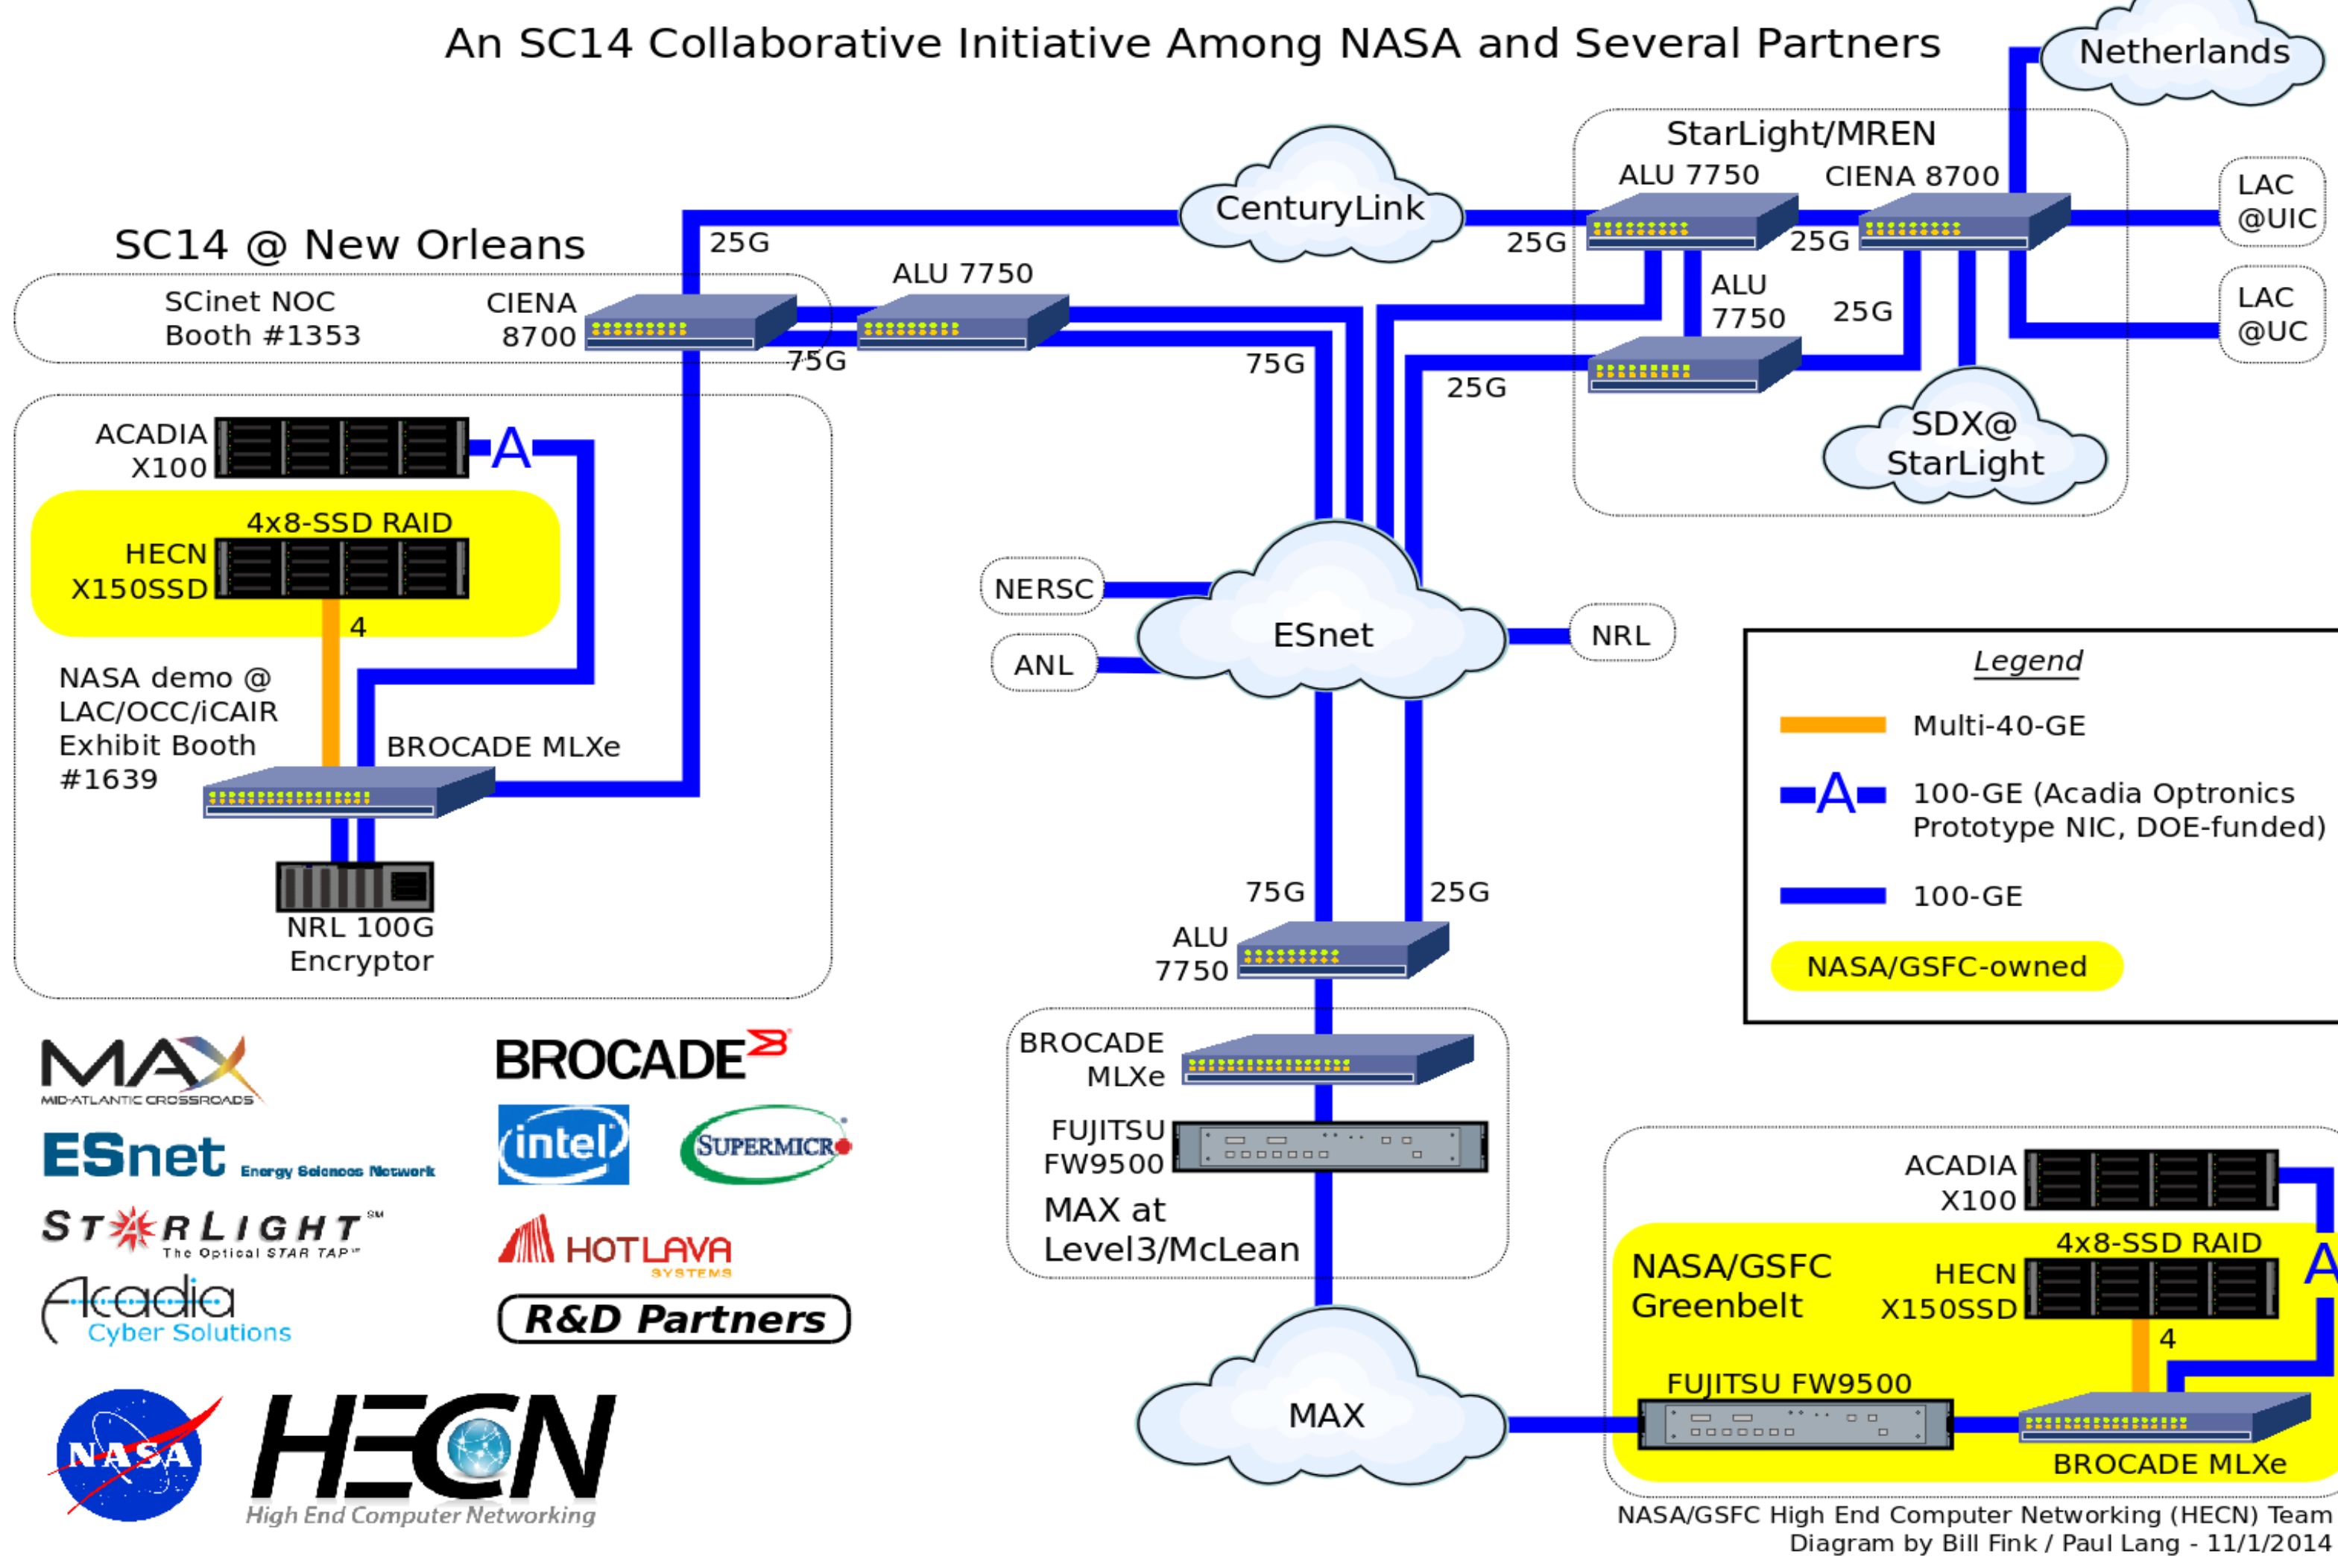 An SC14 Collaborative Initiative Among NASA and Several Partners
Netherlands
StarLight/MREN
ALU 7750
CIENA 8700
LAC
@UIC
CenturyLink
25G
25G
25G
SC14 @ New Orleans
SCinet NOC
Booth #1353
CIENA
8700
ALU 7750
75G
75G
ALU
7750
25G
LAC
@UC
25G
SDX@
StarLight
ACADIA
X100
A
4x8-SSD RAID
HECN
X150SSD
4
NASA demo @
LAC/OCC/iCAIR
Exhibit Booth
#1639
BROCADE MLXe
NRL 100G
Encryptor
NERSC
ANL
ESnet
NRL
Legend
Multi-40-GE
A
100-GE (Acadia Optronics
Prototype NIC, DOE-funded)
100-GE
NASA/GSFC-owned
75G
25G
ALU
7750
BROCADE
MLXe
FUJITSU
FW9500
MAX at
Level3/McLean
MAX
ACADIA
X100
NASA/GSFC
Greenbelt
4x8-SSD RAID
HECN
X150SSD
A
4
FUJITSU FW9500
BROCADE MLXe
MAX
MID-ATLANTIC CROSSROADS
BROCADE
ESnet Energy Sciences Network
intel
SUPERMICR
STARLIGHT SM
The Optical STAR TAP
HOTLAVA
SYSTEMS
Acadia
Cyber Solutions
R&D Partners
NASA
HECN
High End Computer Networking
NASA/GSFC High End Computer Networking (HECN) Team
Diagram by Bill Fink / Paul Lang - 11/1/2014